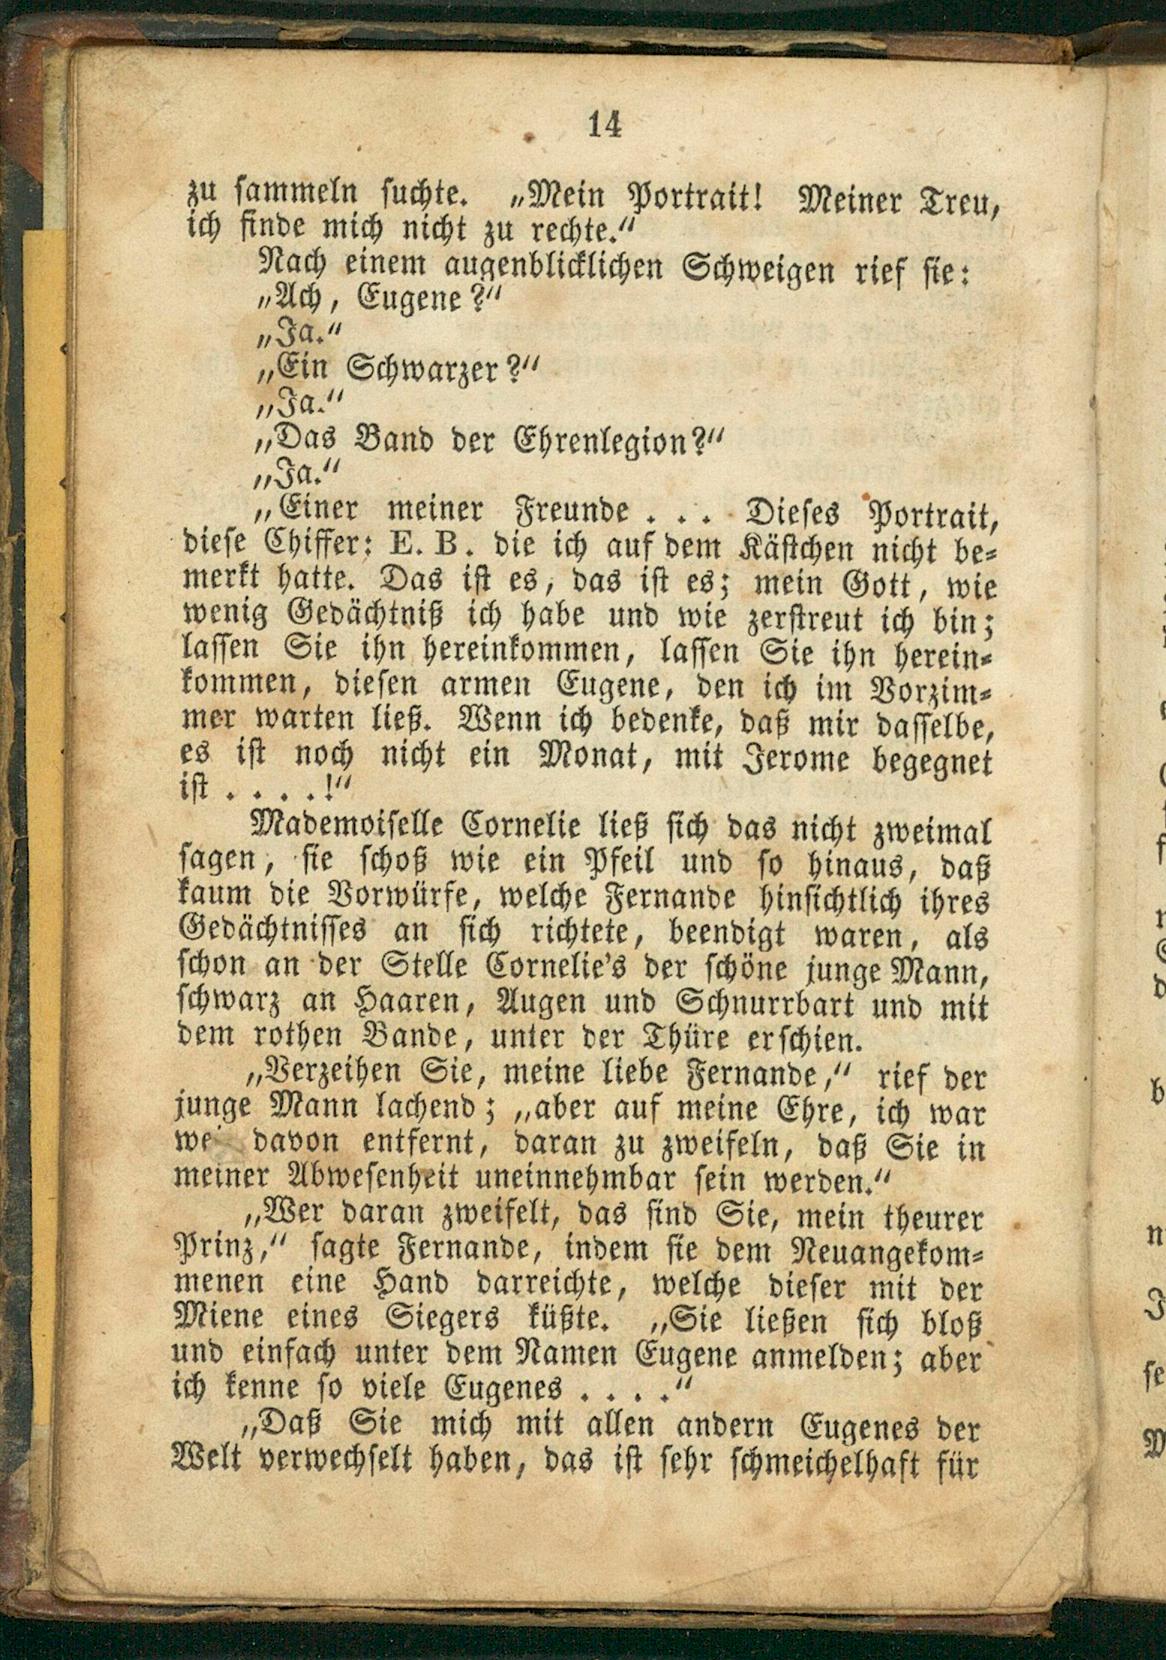 14
zu sammeln suchte. „Mein Portrait! Meiner Treu,
ich finde mich nicht zu rechte.“
Nach einem augenblicklichen Schweigen rief sie:
„Ach, Eugene?“
„Ja.“
„Ein Schwarzer?“
„Ja.“
„Das Band der Ehrenlegion?“
„Ja.“
„Einer meiner Freunde . . . Dieses Portrait,
diese Chiffer: E. B. die ich auf dem Kästchen nicht be-
merkt hatte. Das ist es, das ist es; mein Gott, wie
wenig Gedächtniß ich habe und wie zerstreut ich bin;
lassen Sie ihn hereinkommen, lassen Sie ihn herein-
kommen, diesen armen Eugene, den ich im Vorzim-
mer warten ließ. Wenn ich bedenke, daß mir dasselbe,
es ist noch nicht ein Monat, mit Jerome begegnet
ist . . . .!“
Mademoiselle Cornelie ließ sich das nicht zweimal
sagen, sie schoß wie ein Pfeil und so hinaus, daß
kaum die Vorwürfe, welche Fernande hinsichtlich ihres
Gedächtnisses an sich richtete, beendigt waren, als
schon an der Stelle Cornelie's der schöne junge Mann,
schwarz an Haaren, Augen und Schnurrbart und mit
dem rothen Bande, unter der Thüre erschien.
„Verzeihen Sie, meine liebe Fernande,“ rief der
junge Mann lachend; „aber auf meine Ehre, ich war
davon entfernt, daran zu zweifeln, daß Sie in
meiner Abwesenheit uneinnehmbar sein werden.“
„Wer daran zweifelt, das sind Sie, mein theurer
Prinz,“ sagte Fernande, indem sie dem Neuangekom-
menen eine Hand darreichte, welche dieser mit der
Miene eines Siegers küßte. „Sie ließen sich bloß
und einfach unter dem Namen Eugene anmelden; aber
ich kenne so viele Eugenes . . . .“
„Daß Sie mich mit allen andern Eugenes der
Welt verwechselt haben, das ist sehr schmeichelhaft für